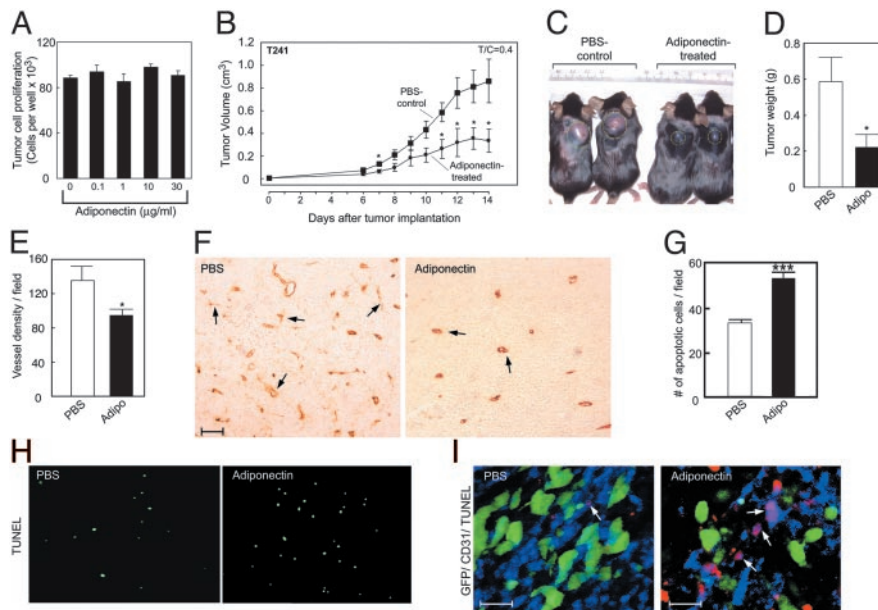 A
Tumor cell proliferation
(Cells per well x 10³)
120
80
40
0
0 0.1 1 10 30
Adiponectin (µg/ml)
B
T241
T/C=0.4
Tumor Volume (cm³)
1.2
1.0
0.8
0.6
0.4
0.2
0
PBS-
control
Adiponectin-
treated
* * * * * *
0 2 4 6 8 10 12 14
Days after tumor implantation
C
PBS-
control
Adiponectin-
treated
D
Tumor weight (g)
0.8
0.6
0.4
0.2
0
*
PBS
Adipo
E
Vessel density / field
160
120
80
40
0
*
PBS
Adipo
F
PBS
Adiponectin
G
# of apoptotic cells / field
60
40
20
0
***
PBS
Adipo
H
TUNEL
PBS
Adiponectin
I
GFP/ CD31/ TUNEL
PBS
Adiponectin